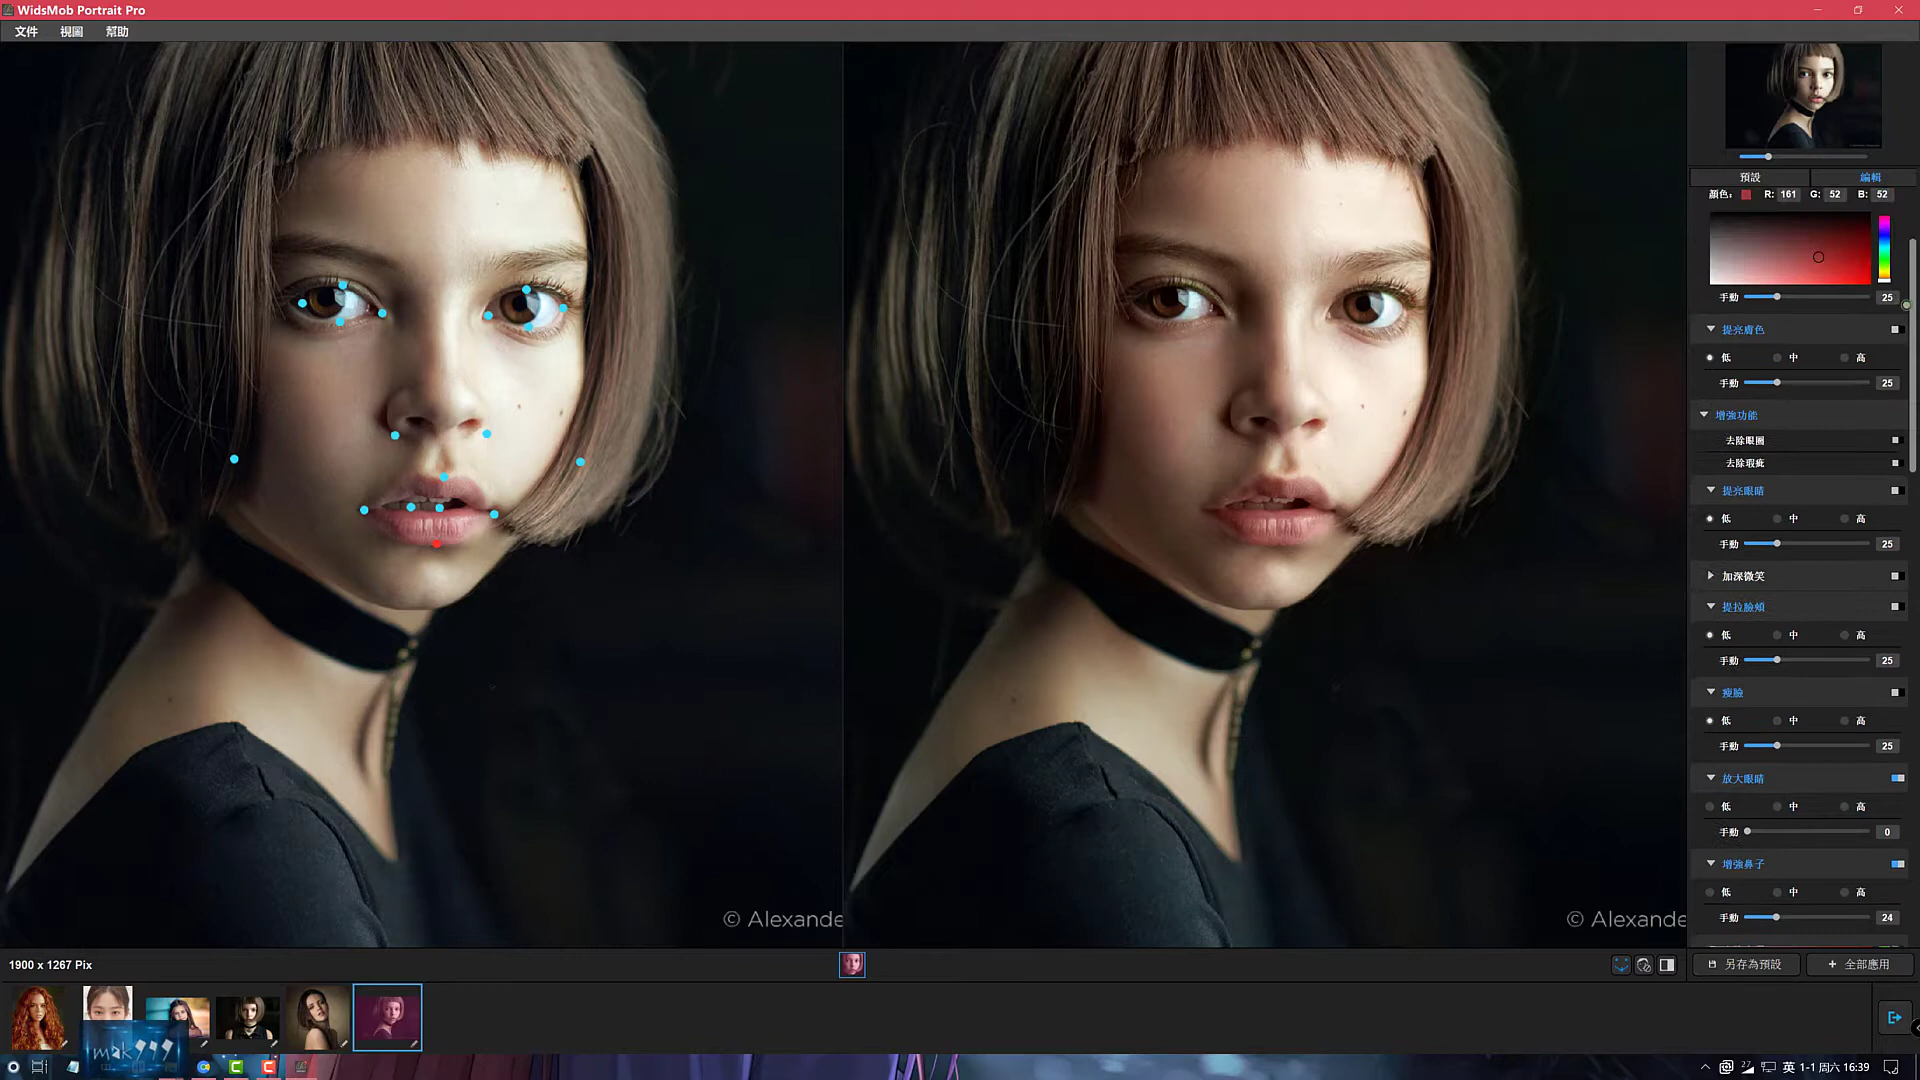 WidsMob Portrait Pro
文件 視圖 幫助
預設 編輯
顏色: R: 161 G: 52 B: 52
手動 25
提亮膚色
低 中 高
手動 25
增強功能
去除眼圈
去除瑕疵
提亮眼睛
低 中 高
手動 25
加深微笑
提拉臉頰
低 中 高
手動 25
瘦臉
低 中 高
手動 25
放大眼睛
低 中 高
手動 0
增強鼻子
低 中 高
手動 24
© Alexande
© Alexande
1900 x 1267 Pix
另存為預設 + 全部應用
mak999
27 英 1-1 周六 16:39